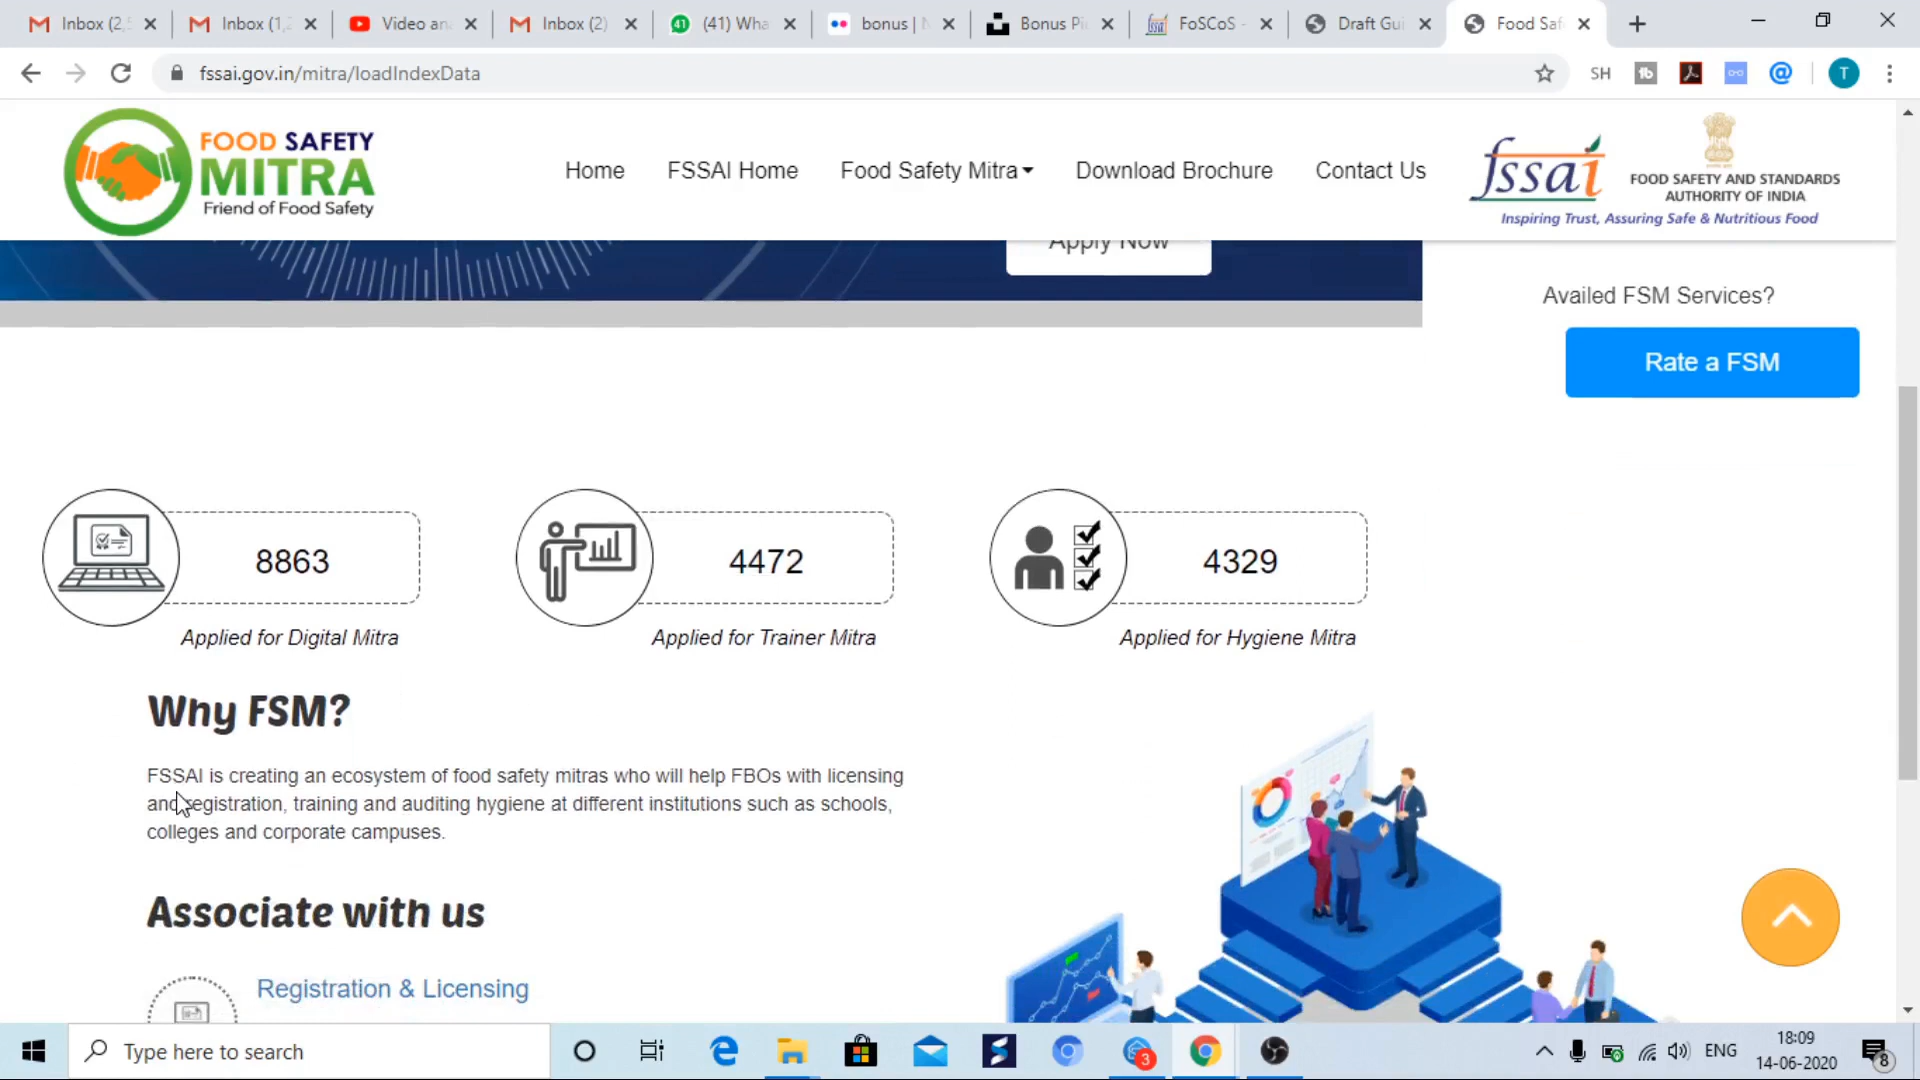 Inbox (2,5
Inbox (1,2
Video an
Inbox (2)
(41) Wha
bonus | N
Bonus Pi
FoSCoS -
Draft Gui
Food Saf
fssai.gov.in/mitra/loadIndexData
SH
T
FOOD SAFETY
MITRA
Friend of Food Safety
Home
FSSAI Home
Food Safety Mitra
Download Brochure
Contact Us
fssai
FOOD SAFETY AND STANDARDS
AUTHORITY OF INDIA
Inspiring Trust, Assuring Safe & Nutritious Food
Apply Now
Availed FSM Services?
Rate a FSM
8863
4472
4329
Applied for Digital Mitra
Applied for Trainer Mitra
Applied for Hygiene Mitra
Why FSM?
FSSAI is creating an ecosystem of food safety mitras who will help FBOs with licensing
and registration, training and auditing hygiene at different institutions such as schools,
colleges and corporate campuses.
Associate with us
Registration & Licensing
Type here to search
3
ENG
18:09
14-06-2020
8